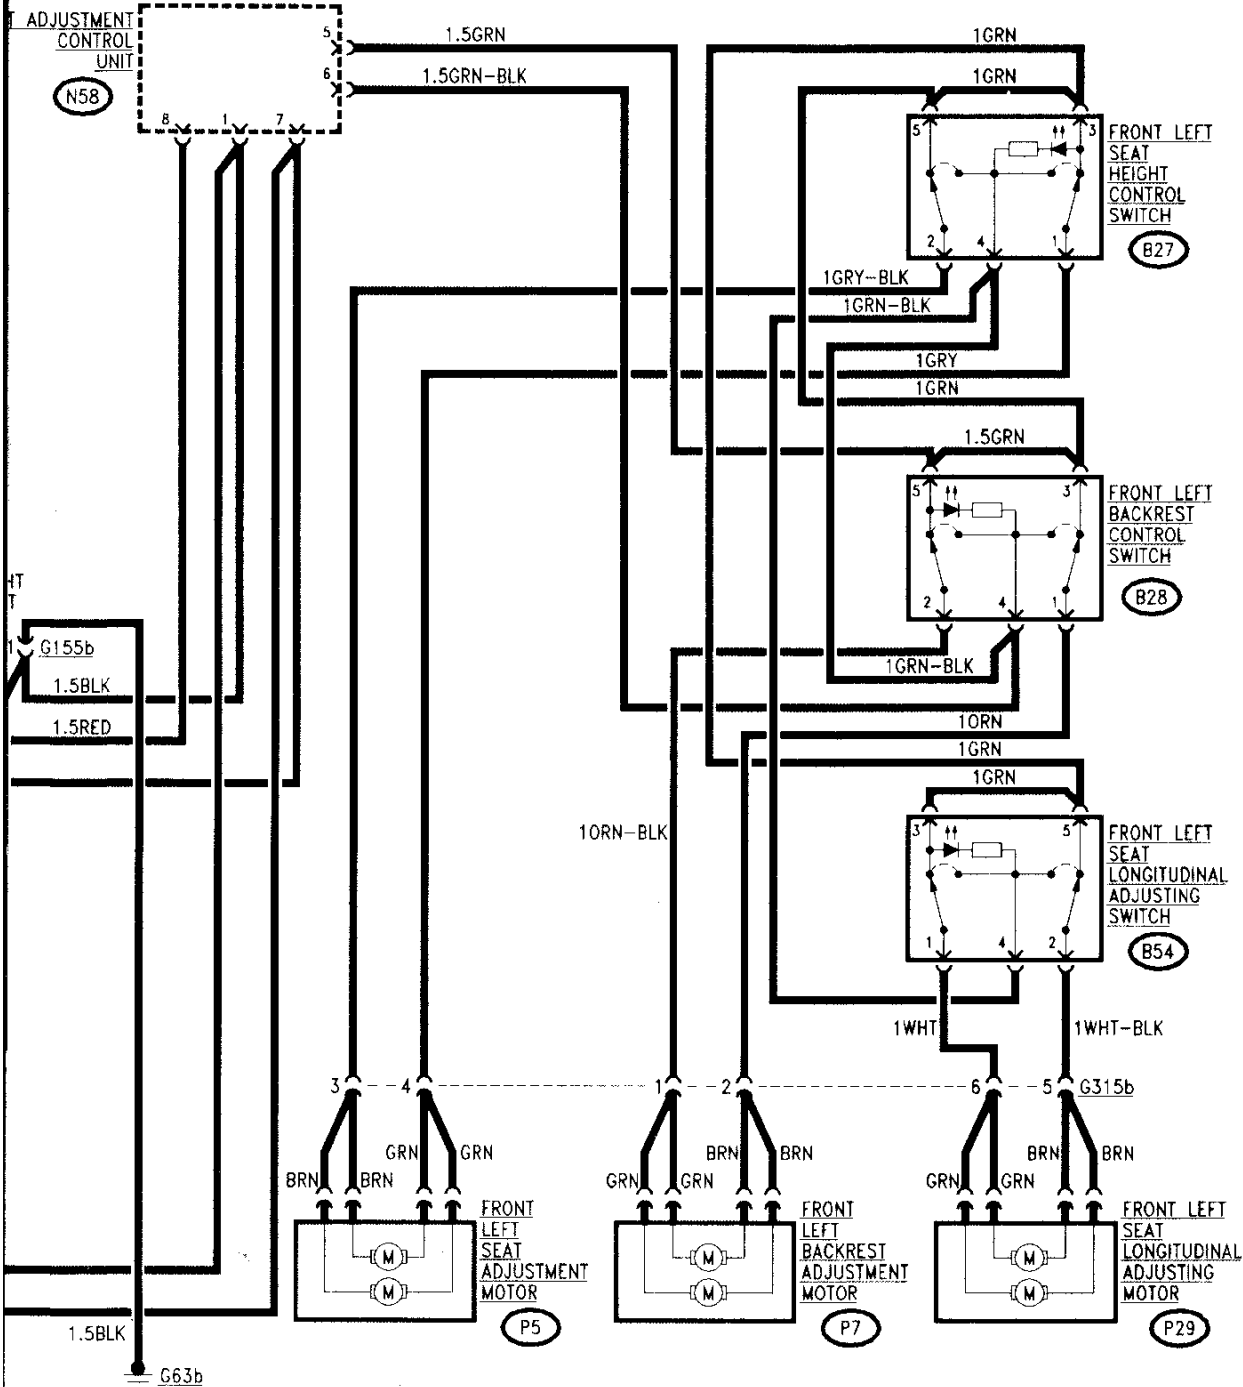 T ADJUSTMENT
CONTROL
UNIT
N58
5
6
8
1
7
1.5GRN
1.5GRN-BLK
1GRN
1GRN
5
3
2
4
1
FRONT LEFT
SEAT
HEIGHT
CONTROL
SWITCH
B27
1GRY-BLK
1GRN-BLK
1GRY
1GRN
1.5GRN
5
3
2
4
1
FRONT LEFT
BACKREST
CONTROL
SWITCH
B28
HT
T
1
G155b
1.5BLK
1.5RED
1GRN-BLK
1ORN
1GRN
1GRN
1ORN-BLK
3
5
1
4
2
FRONT LEFT
SEAT
LONGITUDINAL
ADJUSTING
SWITCH
B54
1WHT
1WHT-BLK
3
4
1
2
6
5
G315b
BRN
BRN
GRN
GRN
GRN
GRN
BRN
BRN
GRN
GRN
BRN
BRN
M
M
FRONT
LEFT
SEAT
ADJUSTMENT
MOTOR
P5
M
M
FRONT
LEFT
BACKREST
ADJUSTMENT
MOTOR
P7
M
M
FRONT LEFT
SEAT
LONGITUDINAL
ADJUSTING
MOTOR
P29
1.5BLK
G63b